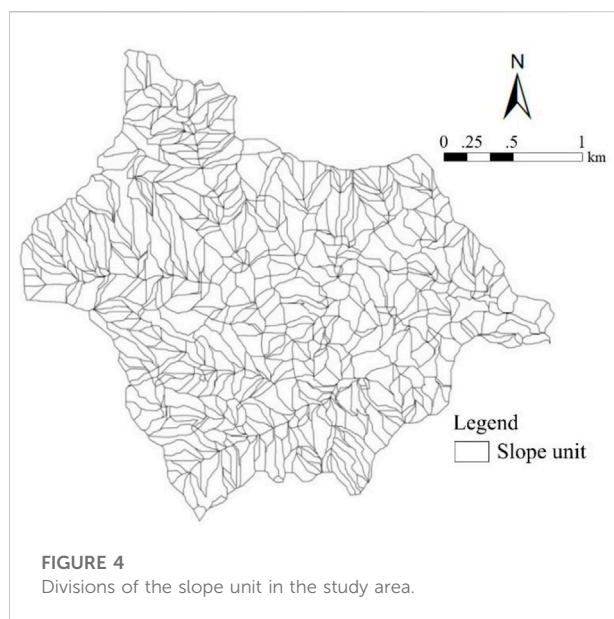 N
0 .25 .5 1
km
Legend
Slope unit
FIGURE 4
Divisions of the slope unit in the study area.